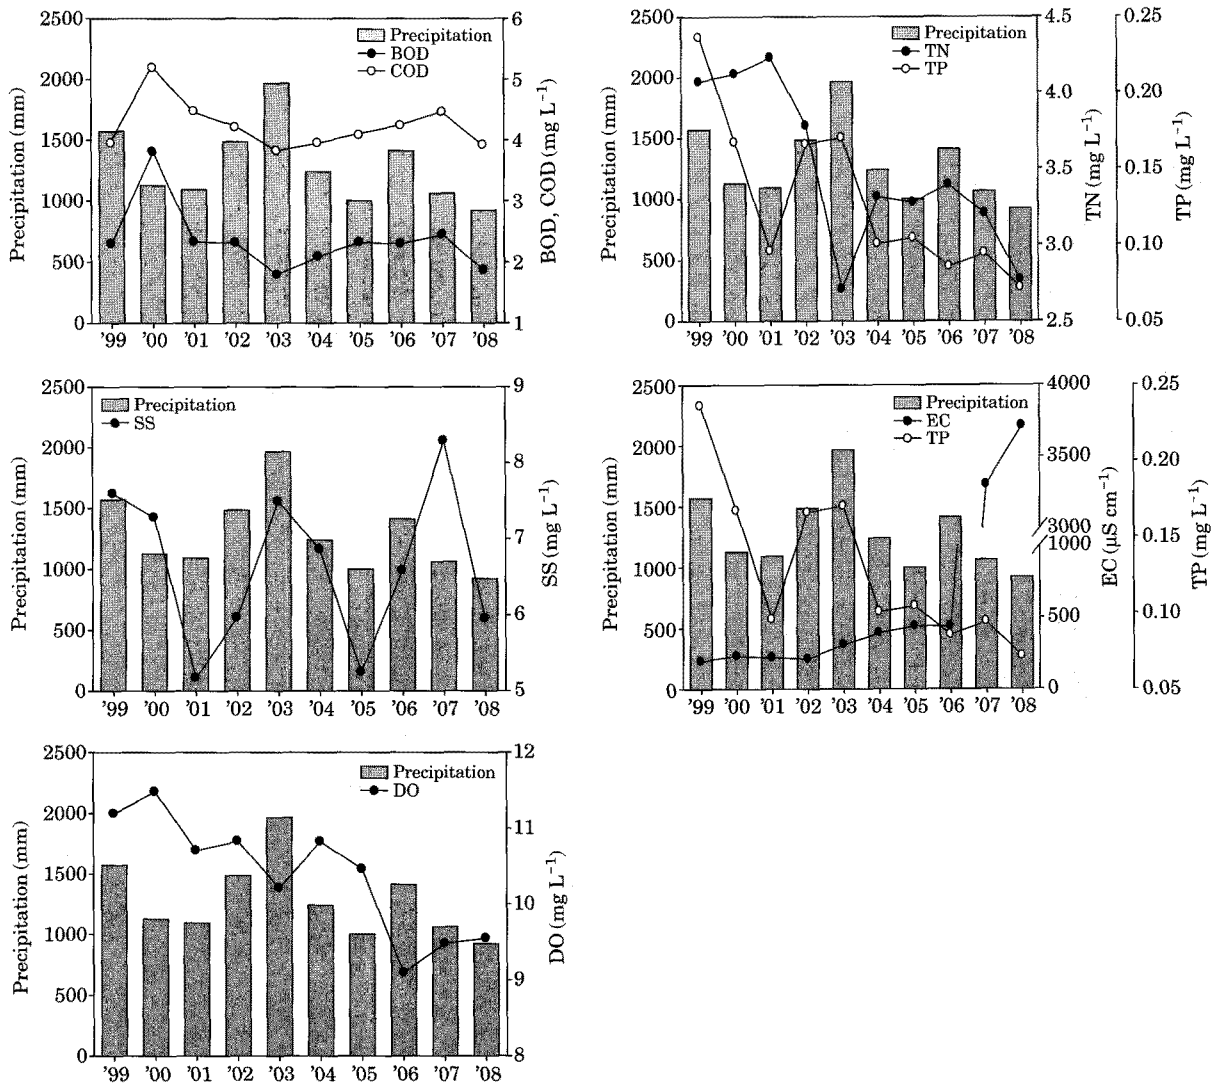 2500
2000
1500
1000
500
0
Precipitation (mm)
Precipitation
BOD
COD
6
5
4
3
2
1
BOD, COD (mg L⁻¹)
'99 '00 '01 '02 '03 '04 '05 '06 '07 '08
2500
2000
1500
1000
500
0
Precipitation (mm)
Precipitation
TN
TP
4.5
4.0
3.0
2.5
TN (mg L⁻¹)
0.25
0.20
0.15
0.10
0.05
TP (mg L⁻¹)
'99 '00 '01 '02 '03 '04 '05 '06 '07 '08
2500
2000
1500
1000
500
0
Precipitation (mm)
Precipitation
SS
9
8
7
6
5
SS (mg L⁻¹)
'99 '00 '01 '02 '03 '04 '05 '06 '07 '08
2500
2000
1500
1000
500
0
Precipitation (mm)
Precipitation
EC
TP
4000
3500
3000
1000
500
0
EC (μS cm⁻¹)
0.25
0.20
0.15
0.10
0.05
TP (mg L⁻¹)
'99 '00 '01 '02 '03 '04 '05 '06 '07 '08
2500
2000
1500
1000
500
0
Precipitation (mm)
Precipitation
DO
12
11
10
9
8
DO (mg L⁻¹)
'99 '00 '01 '02 '03 '04 '05 '06 '07 '08